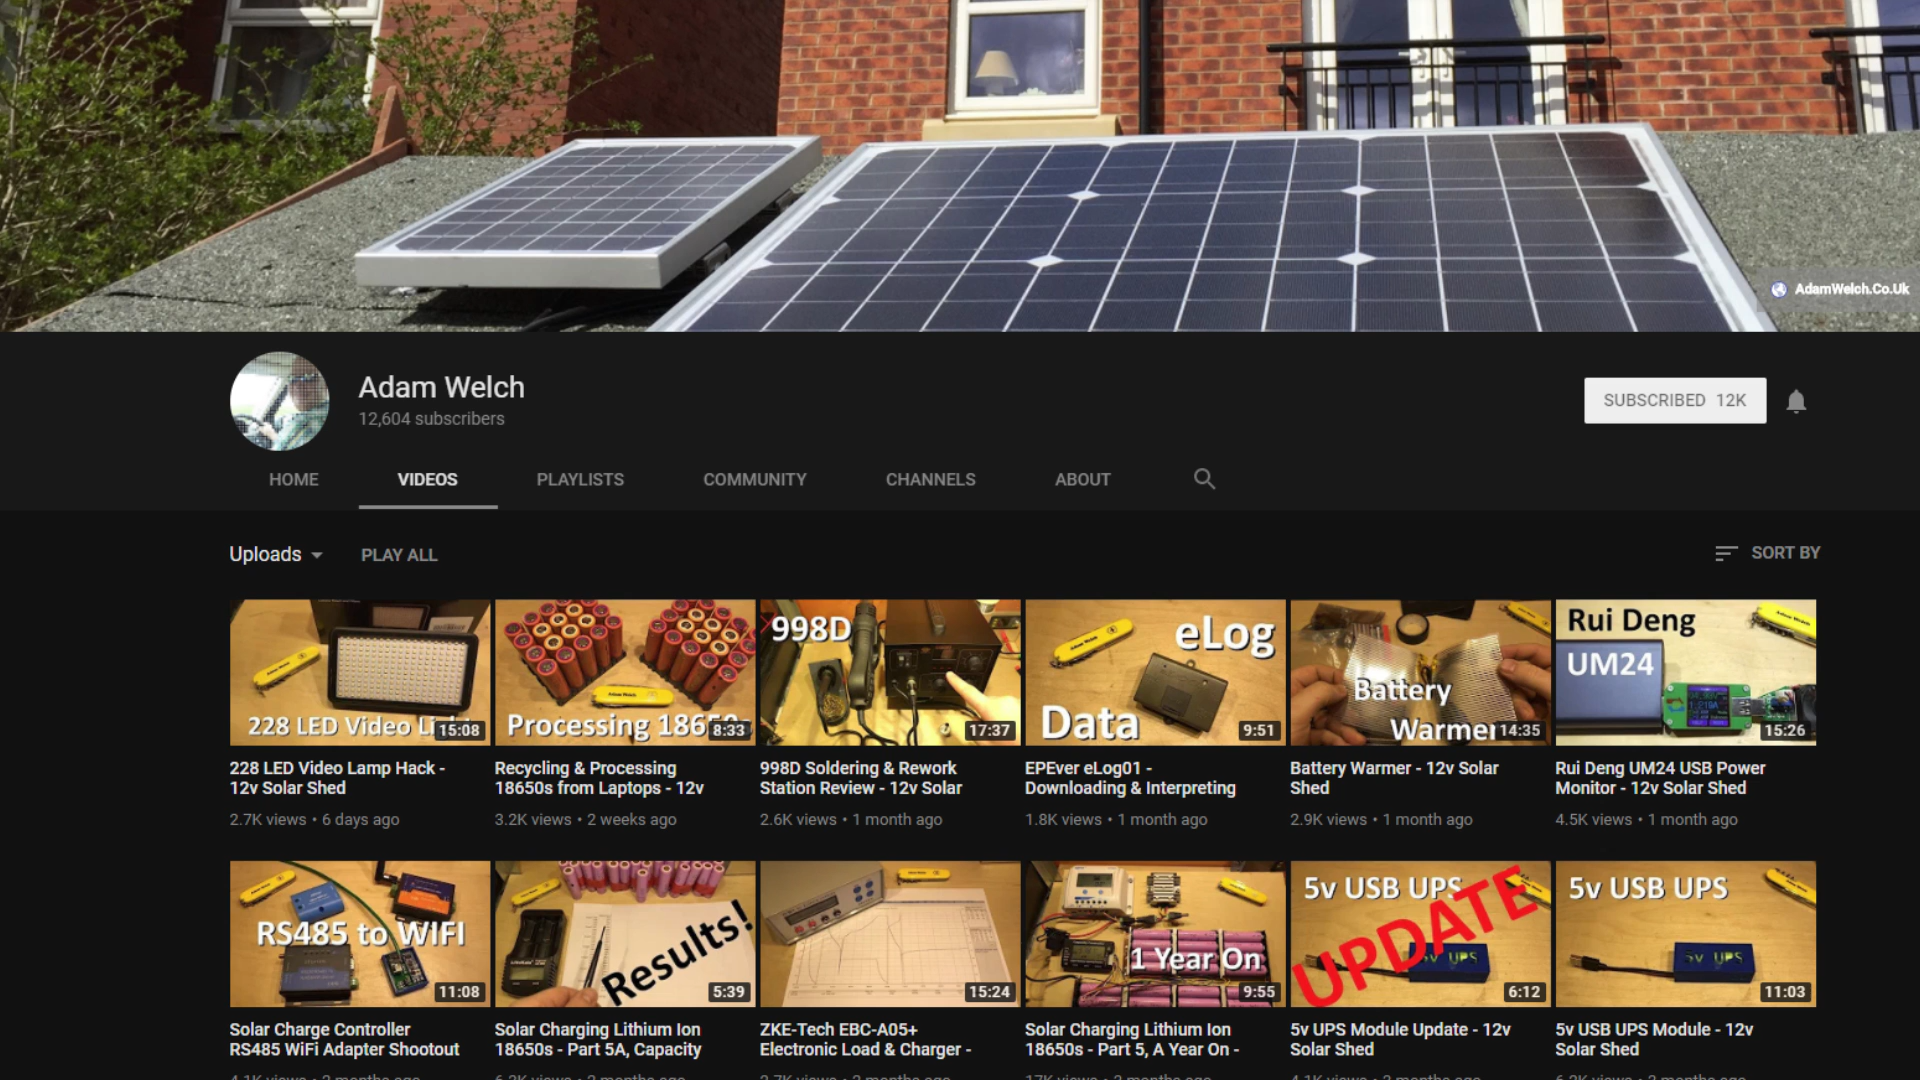 AdamWelch.Co.Uk
Adam Welch
12,604 subscribers
SUBSCRIBED 12K
HOME
VIDEOS
PLAYLISTS
COMMUNITY
CHANNELS
ABOUT
Uploads
PLAY ALL
SORT BY
228 LED Video Li
15:08
Processing 18650s
8:33
998D
17:37
eLog
Data
9:51
Battery
Warmer
14:35
Rui Deng
UM24
15:26
228 LED Video Lamp Hack -
12v Solar Shed
2.7K views • 6 days ago
Recycling & Processing
18650s from Laptops - 12v
3.2K views • 2 weeks ago
998D Soldering & Rework
Station Review - 12v Solar
2.6K views • 1 month ago
EPEver eLog01 -
Downloading & Interpreting
1.8K views • 1 month ago
Battery Warmer - 12v Solar
Shed
2.9K views • 1 month ago
Rui Deng UM24 USB Power
Monitor - 12v Solar Shed
4.5K views • 1 month ago
RS485 to WIFI
11:08
Results!
5:39
15:24
1 Year On
9:55
5v USB UPS
UPDATE
5V UPS
6:12
5v USB UPS
5V UPS
11:03
Solar Charge Controller
RS485 WiFi Adapter Shootout
Solar Charging Lithium Ion
18650s - Part 5A, Capacity
ZKE-Tech EBC-A05+
Electronic Load & Charger -
Solar Charging Lithium Ion
18650s - Part 5, A Year On -
5v UPS Module Update - 12v
Solar Shed
5v USB UPS Module - 12v
Solar Shed